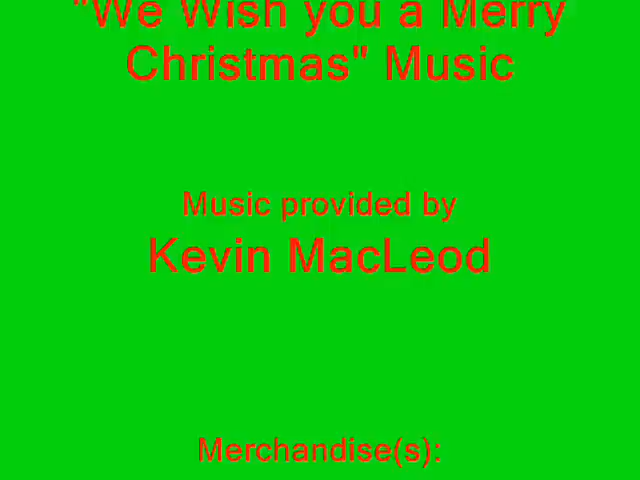 "We Wish you a Merry
Christmas" Music
Music provided by
Kevin MacLeod
Merchandise(s):